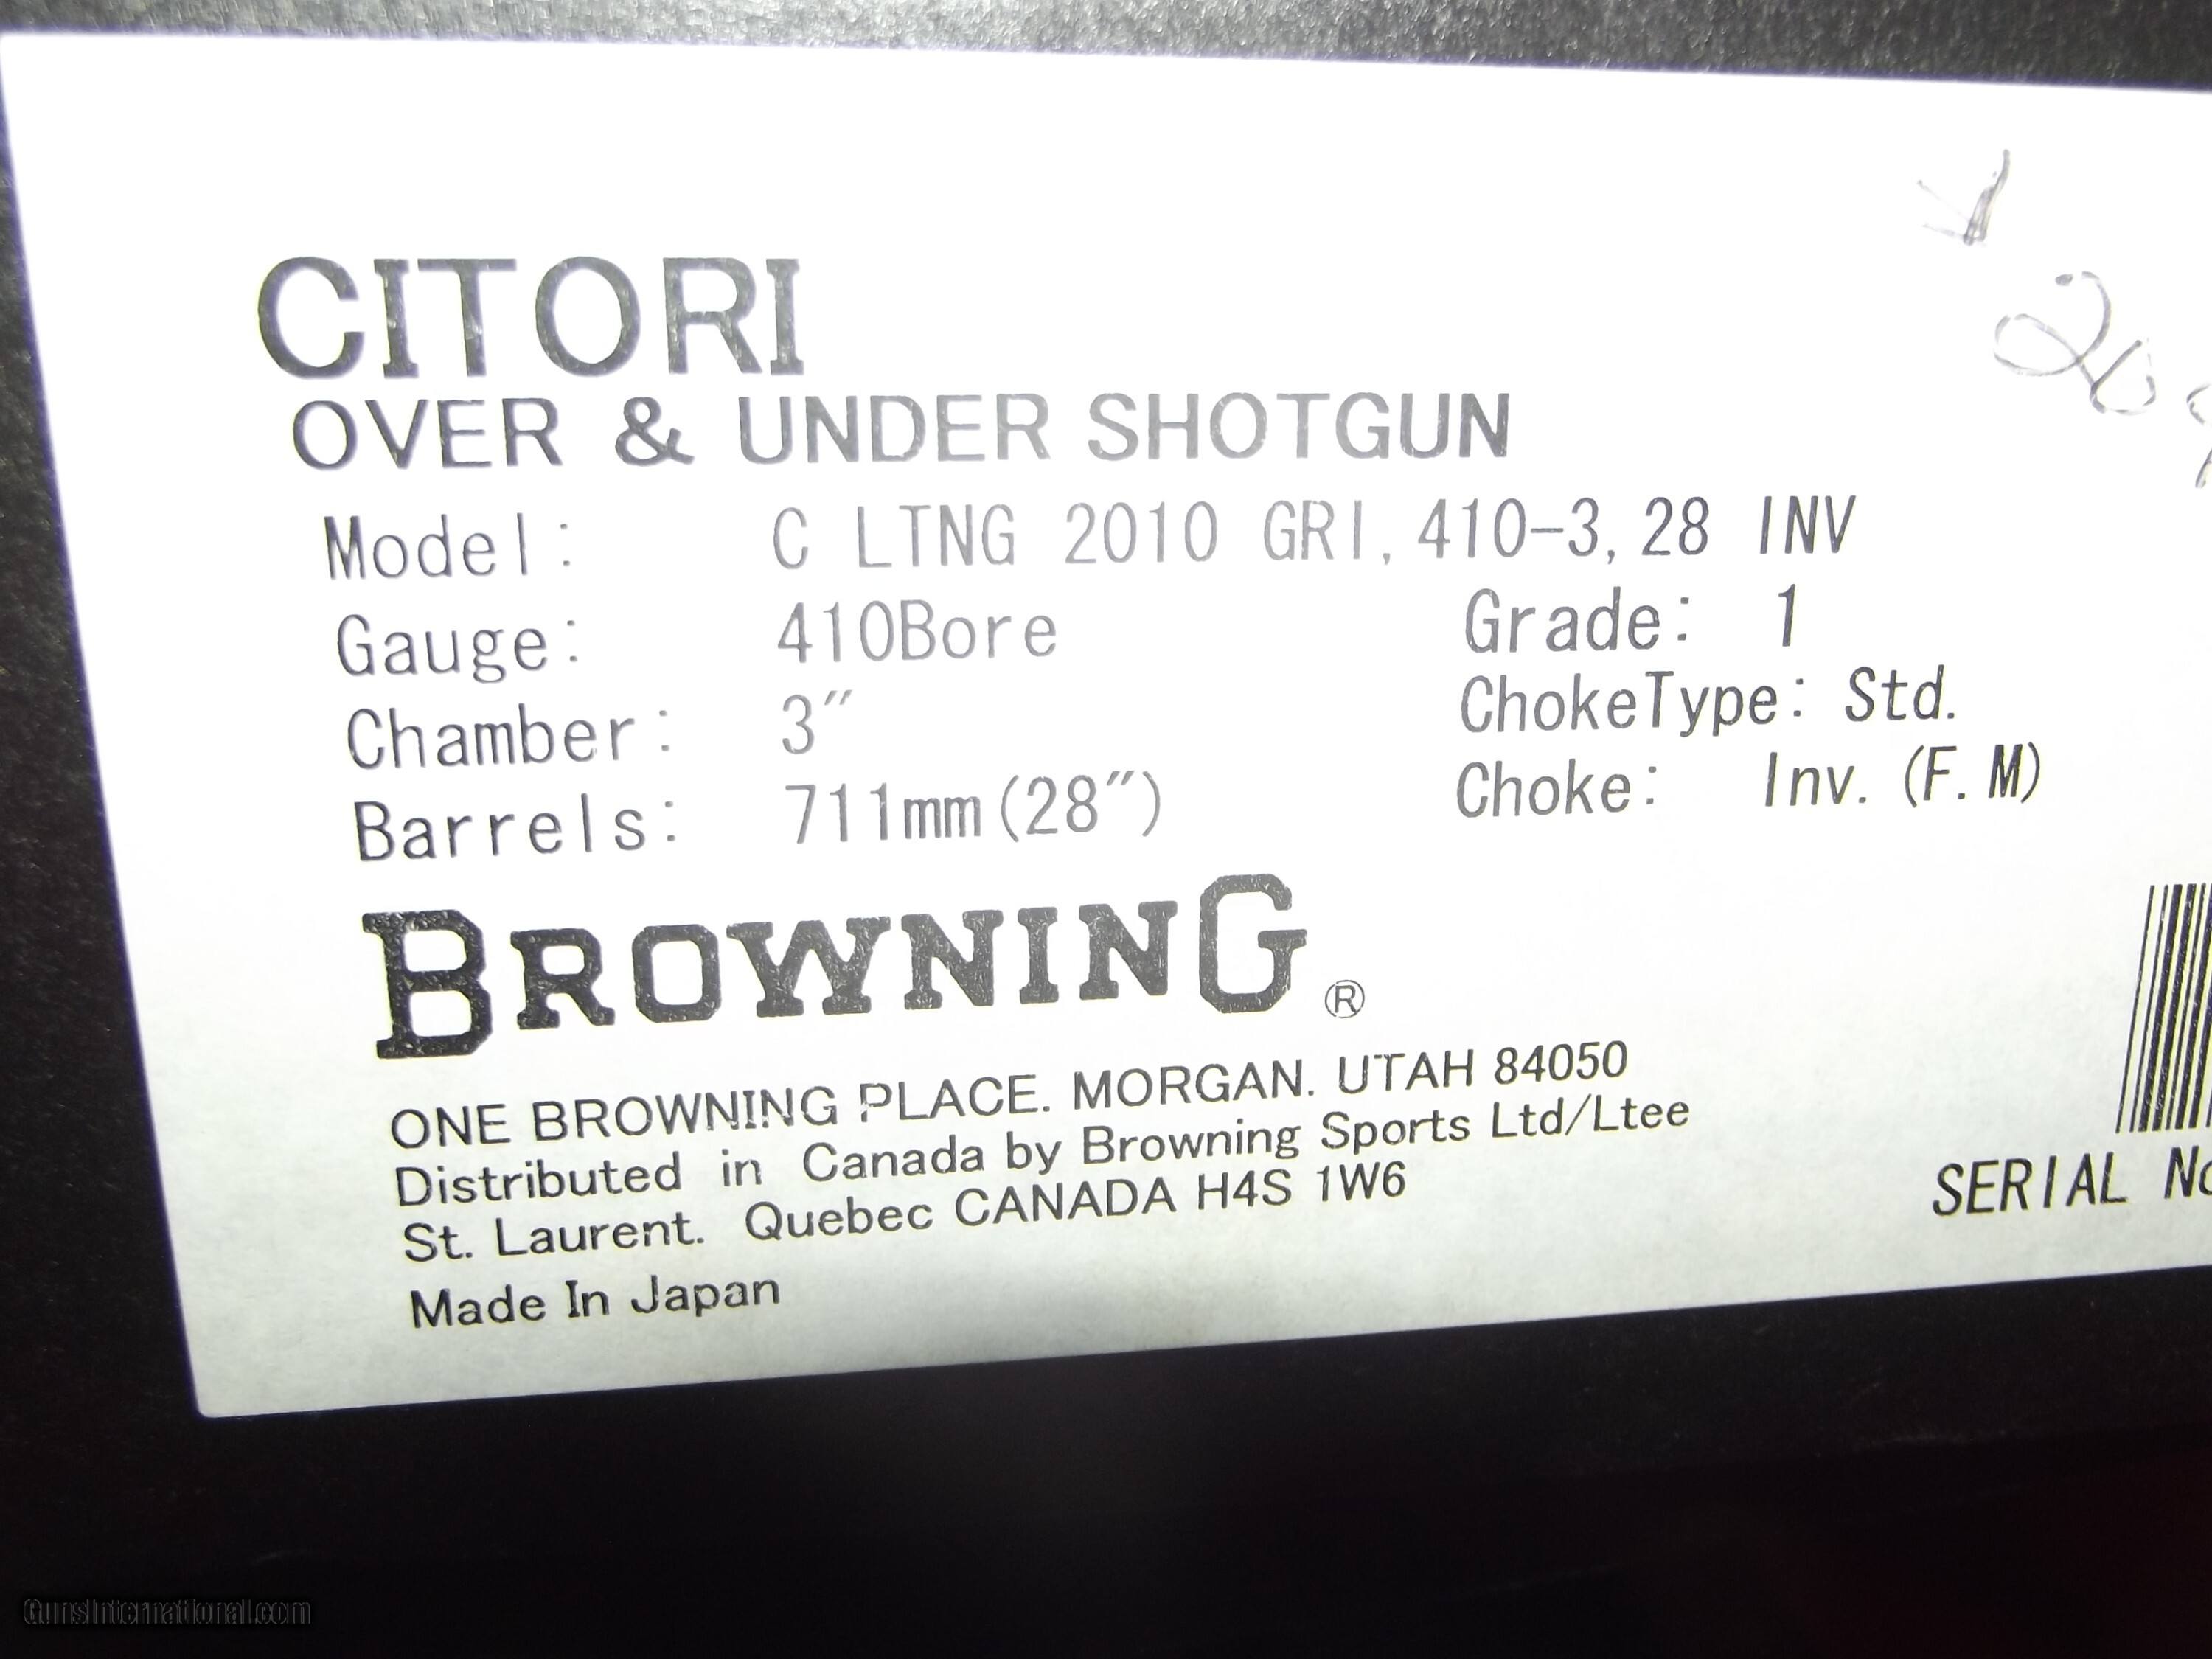 CITORI
OVER & UNDER SHOTGUN
Model: C LTNG 2010 GRI, 410-3, 28 INV
Gauge: 410Bore Grade: 1
Chamber: 3" ChokeType: Std.
Barrels: 711mm(28") Choke: Inv. (F. M)
BROWNING®
ONE BROWNING PLACE. MORGAN. UTAH 84050
Distributed in Canada by Browning Sports Ltd/Ltee
St. Laurent. Quebec CANADA H4S 1W6
Made In Japan
SERIAL
GunsInternational.com